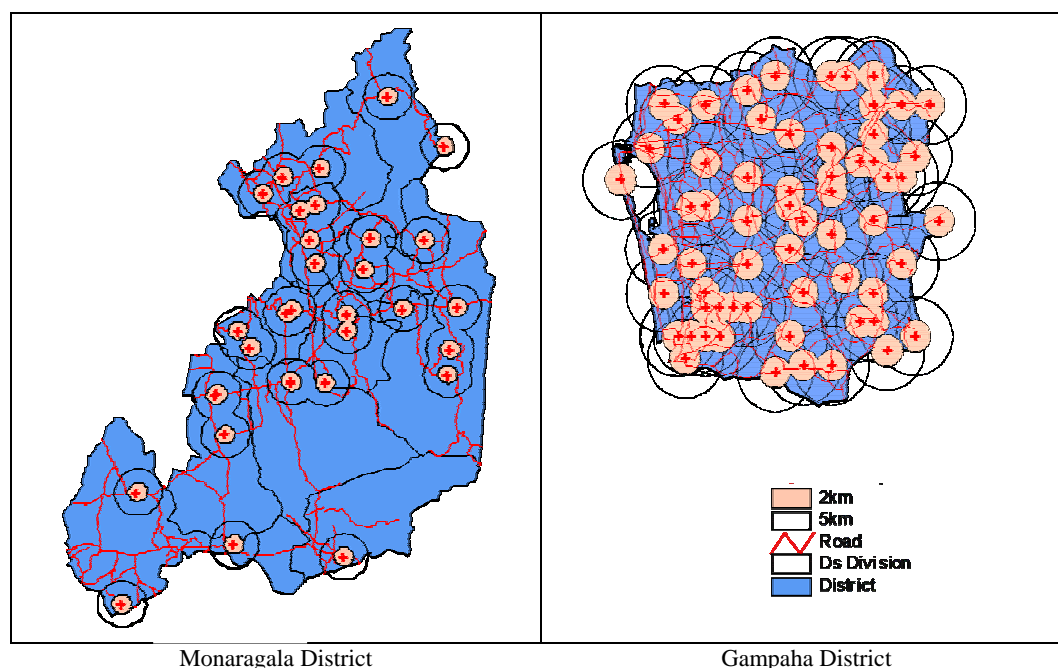 2km
5km
Road
Ds Division
District
Monaragala District
Gampaha District